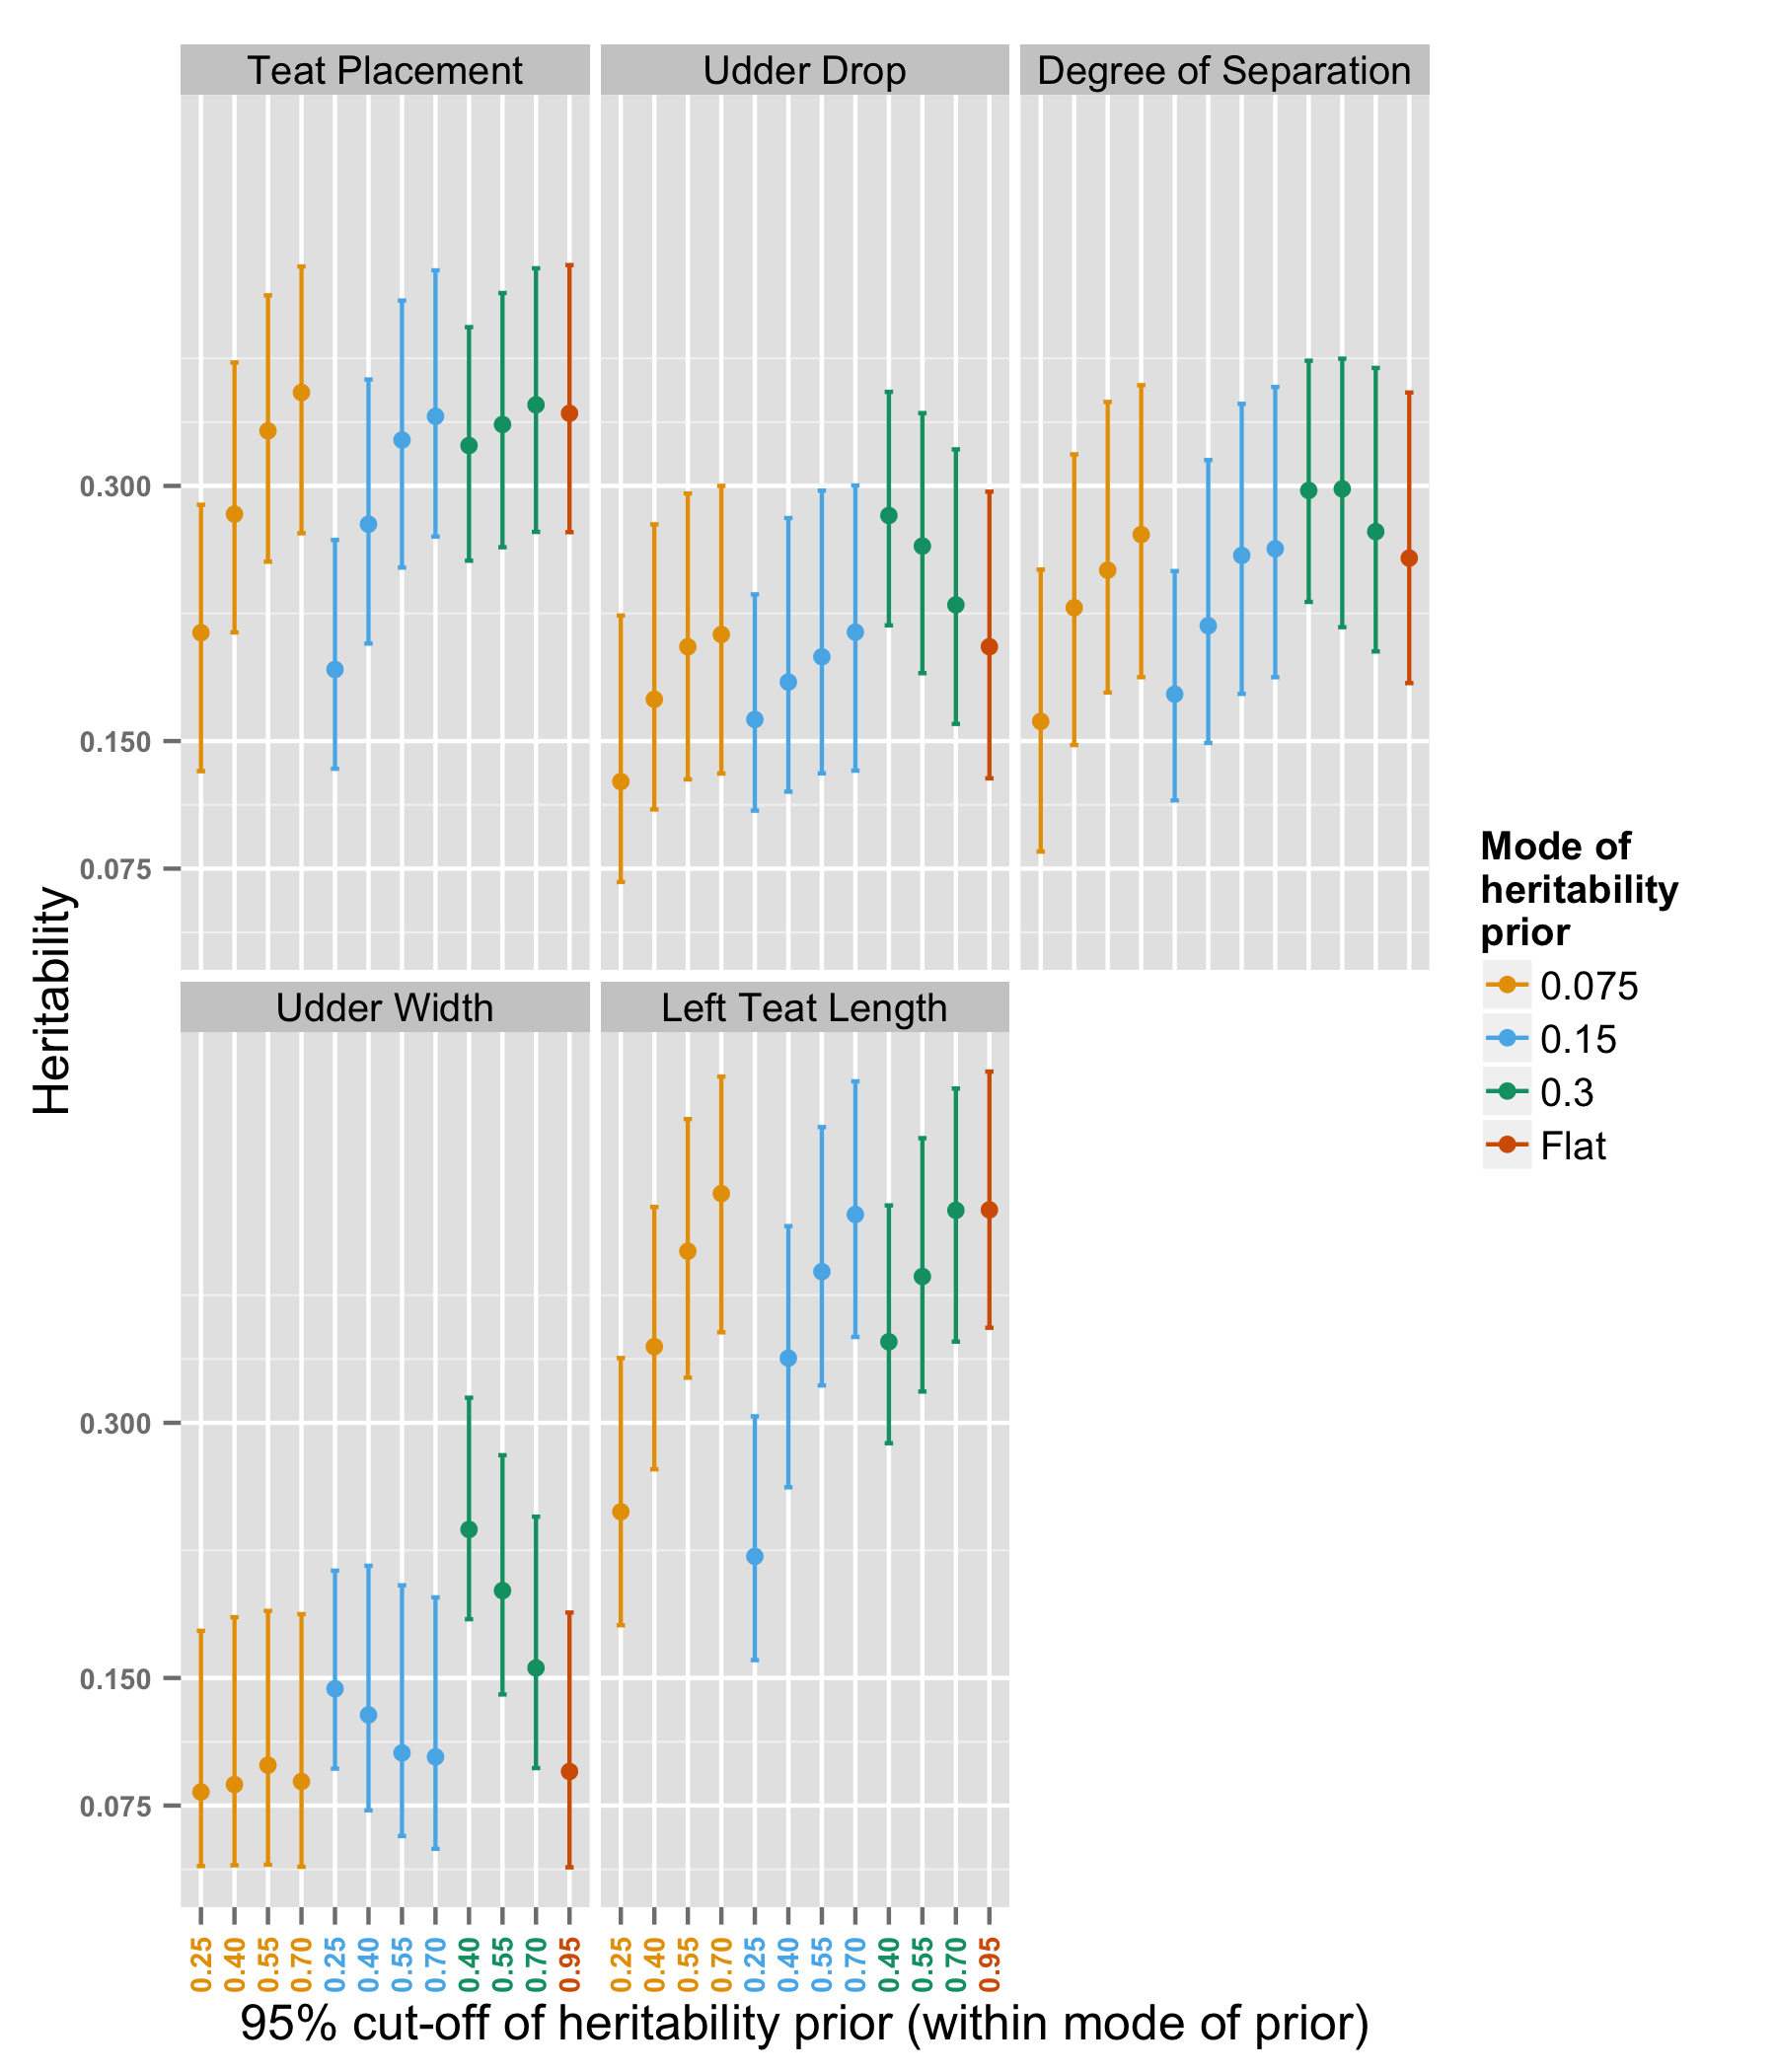 Teat Placement
Udder Drop
Degree of Separation
0.300
0.150
0.075
Heritability
Udder Width
Left Teat Length
0.300
0.150
0.075
0.25 0.40 0.55 0.70 0.25 0.40 0.55 0.70 0.40 0.55 0.70 0.95
0.25 0.40 0.55 0.70 0.25 0.40 0.55 0.70 0.40 0.55 0.70 0.95
95% cut-off of heritability prior (within mode of prior)
Mode of
heritability
prior
0.075
0.15
0.3
Flat